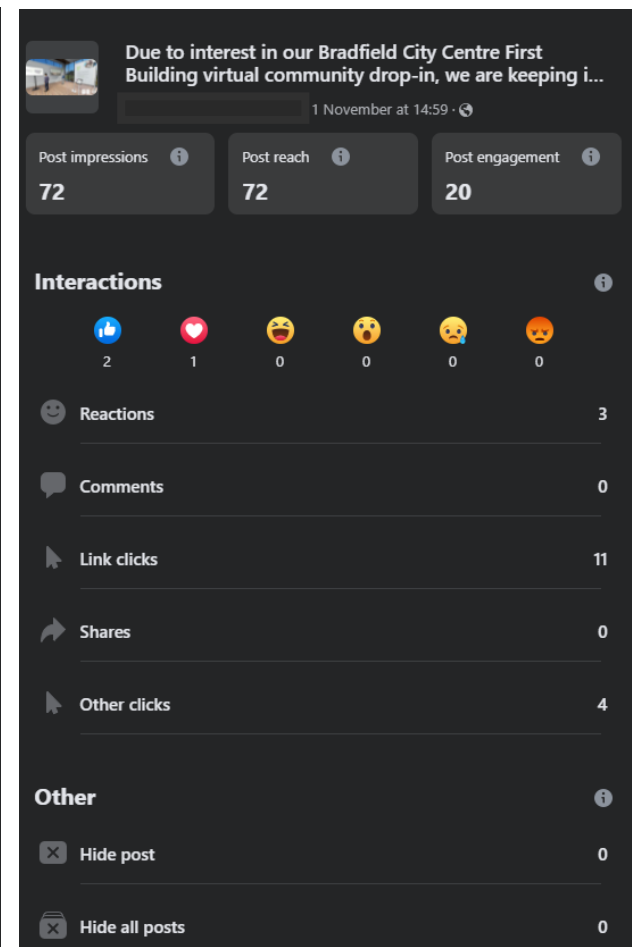 Due to interest in our Bradfield City Centre First
Building virtual community drop-in, we are keeping i...
1 November at 14:59 ·
Post impressions
72
Post reach
72
Post engagement
20
Interactions
2 1 0 0 0 0
Reactions 3
Comments 0
Link clicks 11
Shares 0
Other clicks 4
Other
Hide post 0
Hide all posts 0